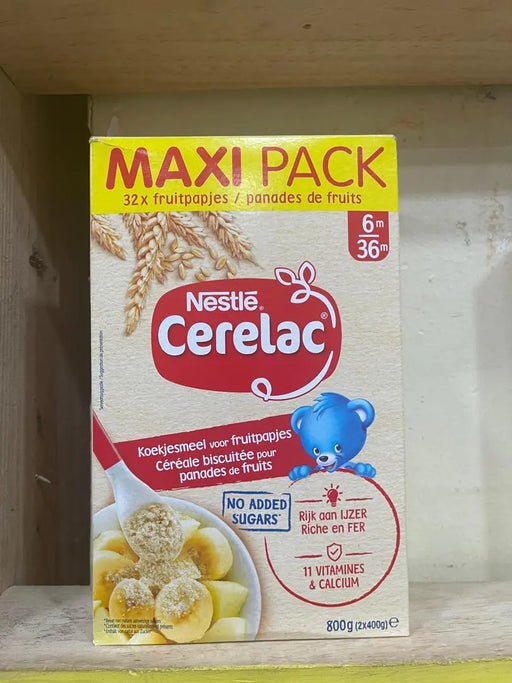 MAXI PACK
32x fruitpapjes / panades de fruits
6m
36m
Nestlé®
Cerelac®
Koekjesmeel voor fruitpapjes
Céréale biscuitée pour
panades de fruits
NO ADDED
SUGARS*
Rijk aan IJZER
Riche en FER
11 VITAMINES
& CALCIUM
800g (2x400g) e